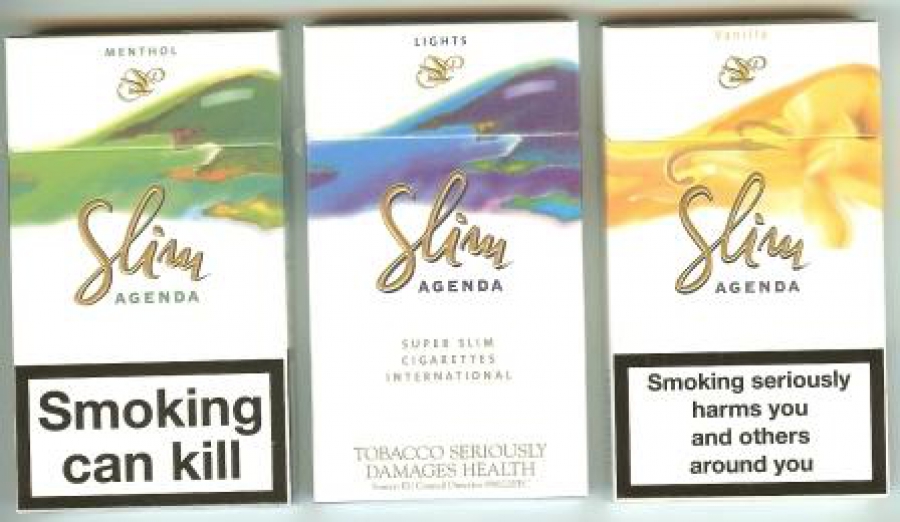 MENTHOL
Slim
AGENDA
Smoking
can kill
LIGHTS
Slim
AGENDA
SUPER SLIM
CIGARETTES
INTERNATIONAL
TOBACCO SERIOUSLY
DAMAGES HEALTH
Vanilla
Slim
AGENDA
Smoking seriously
harms you
and others
around you